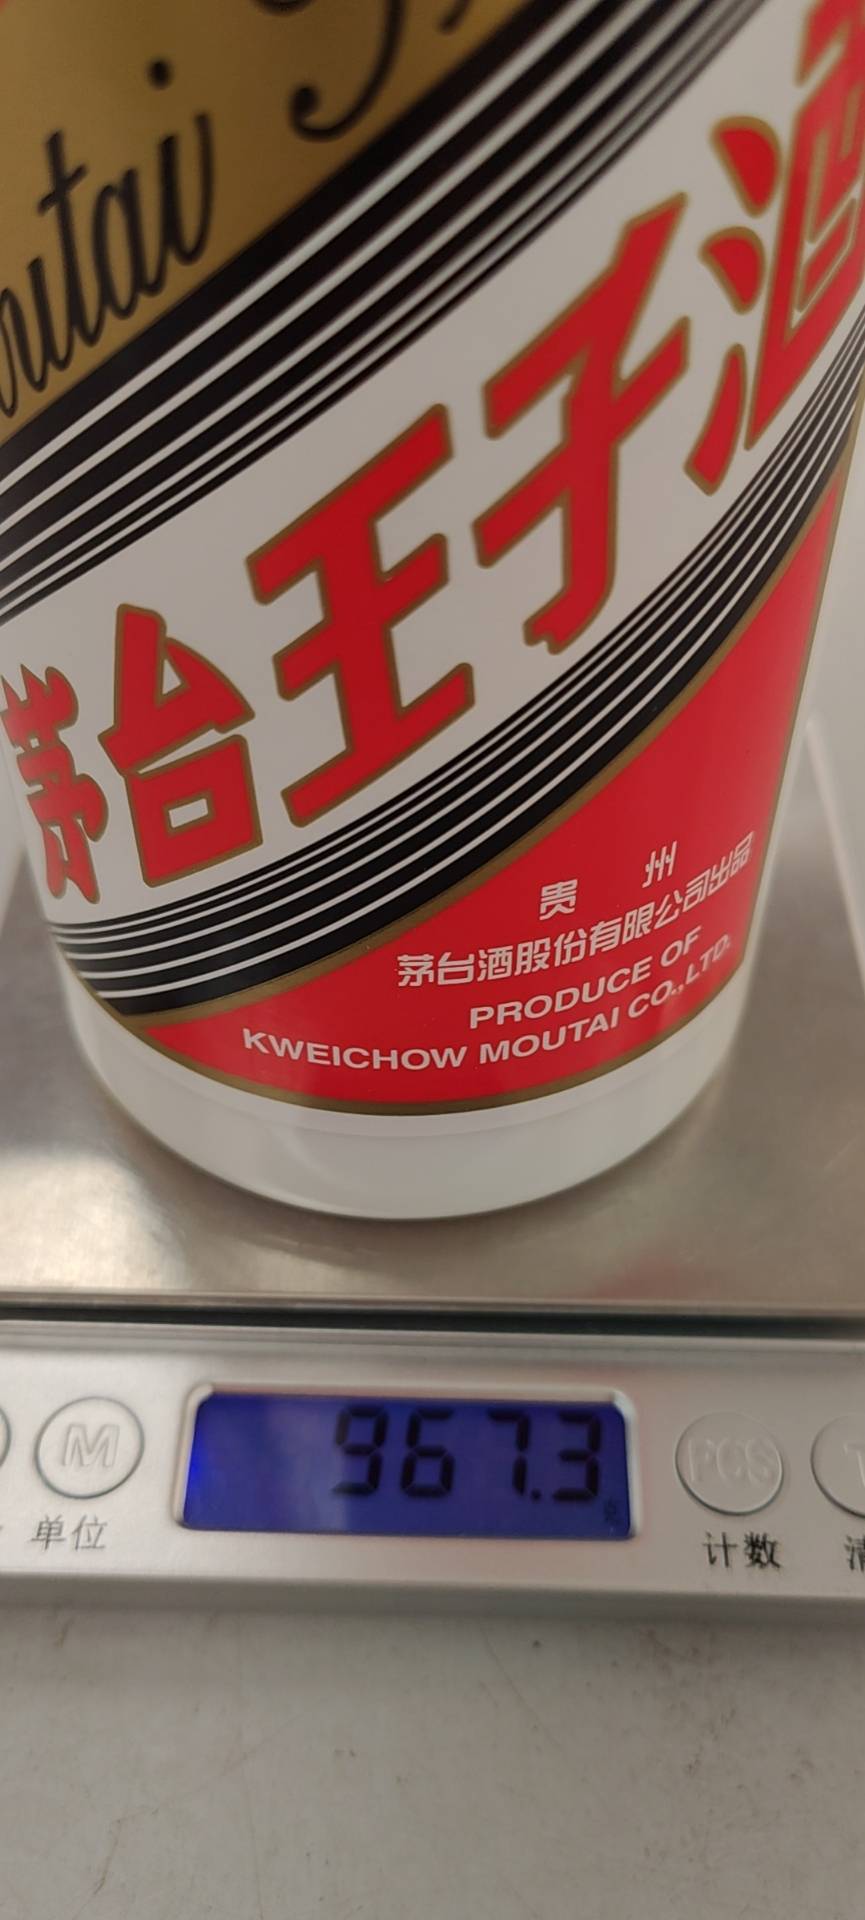 茅台王子酒
贵 州
茅台酒股份有限公司出品
PRODUCE OF
KWEICHOW MOUTAI CO.,LTD.
M 967.3 PCS
单位 计数